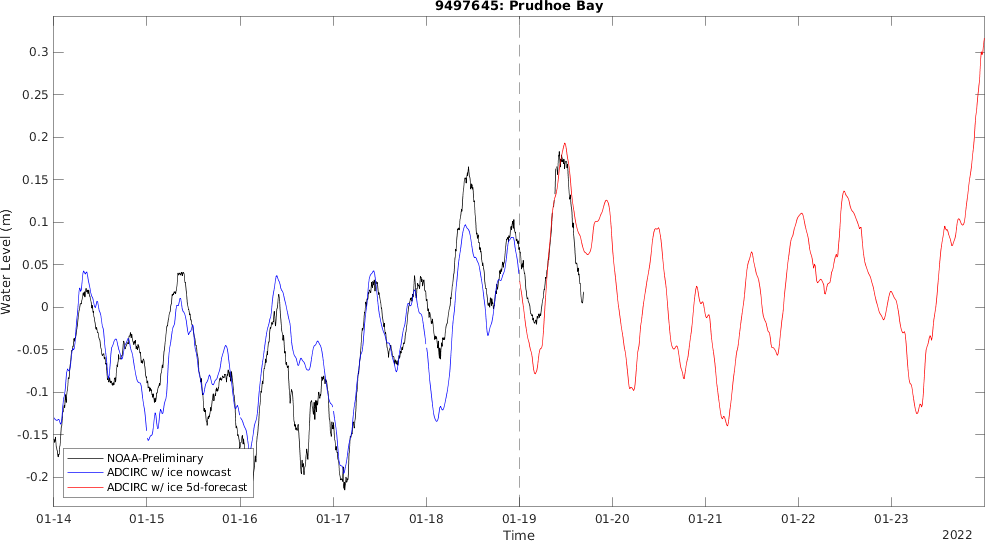 9497645: Prudhoe Bay
0.3
0.25
0.2
0.15
0.1
0.05
0
-0.05
-0.1
-0.15
-0.2
Water Level (m)
NOAA-Preliminary
ADCIRC w/ ice nowcast
ADCIRC w/ ice 5d-forecast
01-14 01-15 01-16 01-17 01-18 01-19 01-20 01-21 01-22 01-23
Time
2022